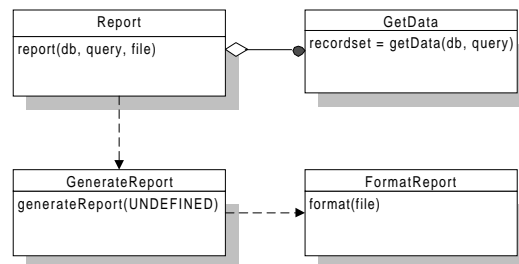 Report
report(db, query, file)
GetData
recordset = getData(db, query)
GenerateReport
generateReport(UNDEFINED)
FormatReport
format(file)